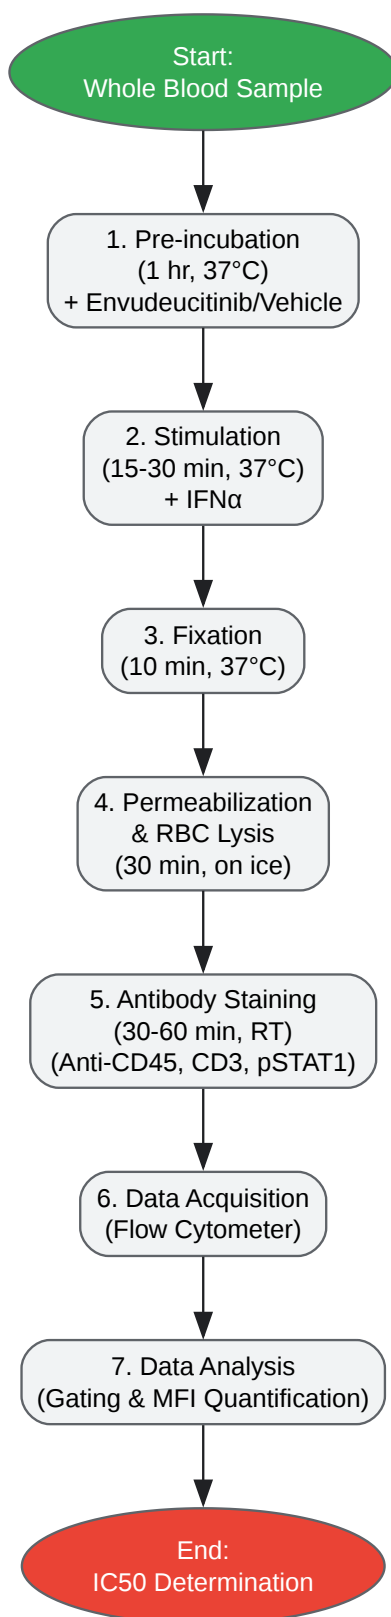 Start:
Whole Blood Sample
1. Pre-incubation
(1 hr, 37°C)
+ Envudeucitinib/Vehicle
2. Stimulation
(15-30 min, 37°C)
+ IFNα
3. Fixation
(10 min, 37°C)
4. Permeabilization
& RBC Lysis
(30 min, on ice)
5. Antibody Staining
(30-60 min, RT)
(Anti-CD45, CD3, pSTAT1)
6. Data Acquisition
(Flow Cytometer)
7. Data Analysis
(Gating & MFI Quantification)
End:
IC50 Determination